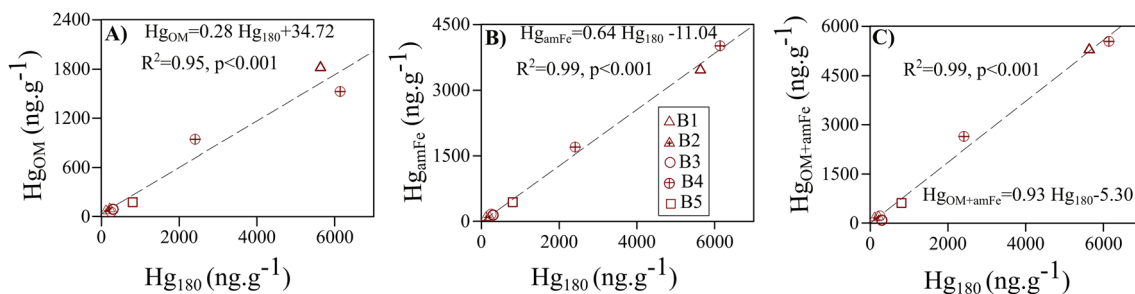 A)
Hg_OM=0.28 Hg_180+34.72
R²=0.95, p<0.001
2400
1800
1200
600
0
0 2000 4000 6000
Hg_OM (ng.g⁻¹)
Hg_180 (ng.g⁻¹)
B)
Hg_amFe=0.64 Hg_180 -11.04
R²=0.99, p<0.001
4500
3000
1500
0
0 2000 4000 6000
Hg_amFe (ng.g⁻¹)
Hg_180 (ng.g⁻¹)
B1
B2
B3
B4
B5
C)
R²=0.99, p<0.001
Hg_OM+amFe=0.93 Hg_180-5.30
6000
4500
3000
1500
0
0 2000 4000 6000
Hg_OM+amFe (ng.g⁻¹)
Hg_180 (ng.g⁻¹)